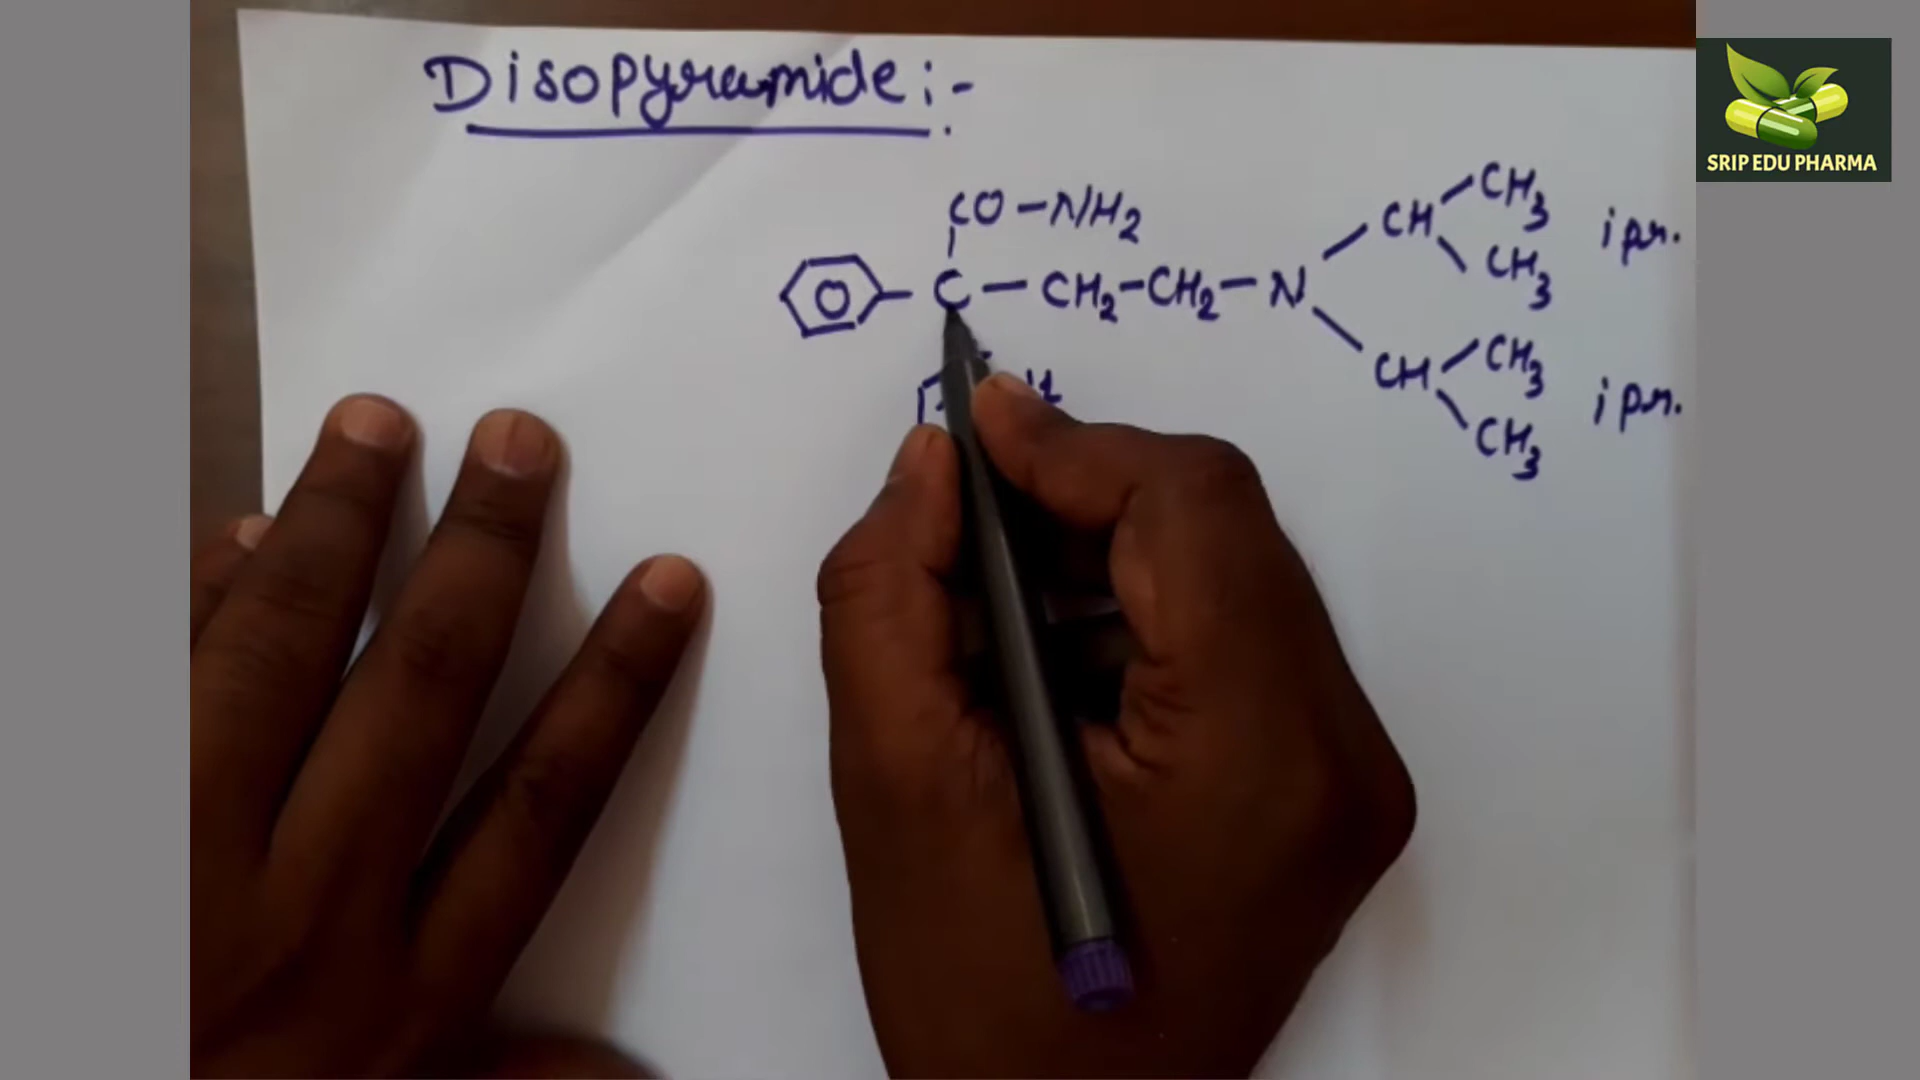 Disopyramide:-
CO-NH2
C-CH2-CH2-N
CH
CH3
CH3
i pr.
CH
CH3
CH3
i pr.
SRIP EDU PHARMA